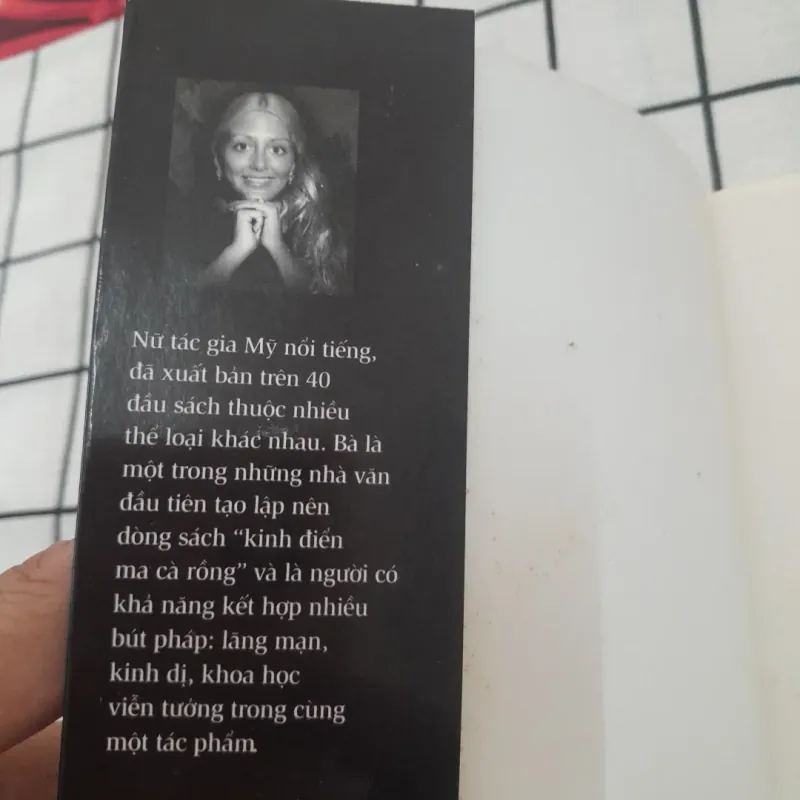 Nữ tác gia Mỹ nổi tiếng,
đã xuất bản trên 40
đầu sách thuộc nhiều
thể loại khác nhau. Bà là
một trong những nhà văn
đầu tiên tạo lập nên
dòng sách “kinh điển
ma cà rồng” và là người có
khả năng kết hợp nhiều
bút pháp: lãng mạn,
kinh dị, khoa học
viễn tưởng trong cùng
một tác phẩm.